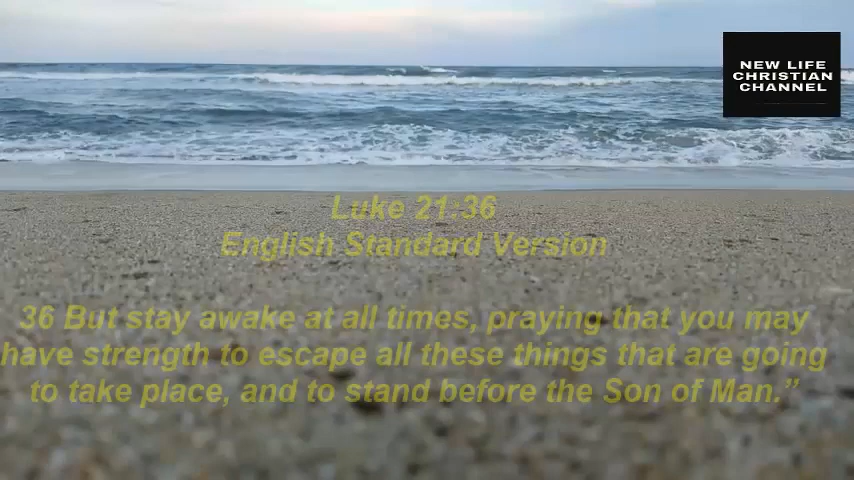 NEW LIFE
CHRISTIAN
CHANNEL
Luke 21:36
English Standard Version
36 But stay awake at all times, praying that you may
have strength to escape all these things that are going
to take place, and to stand before the Son of Man.”